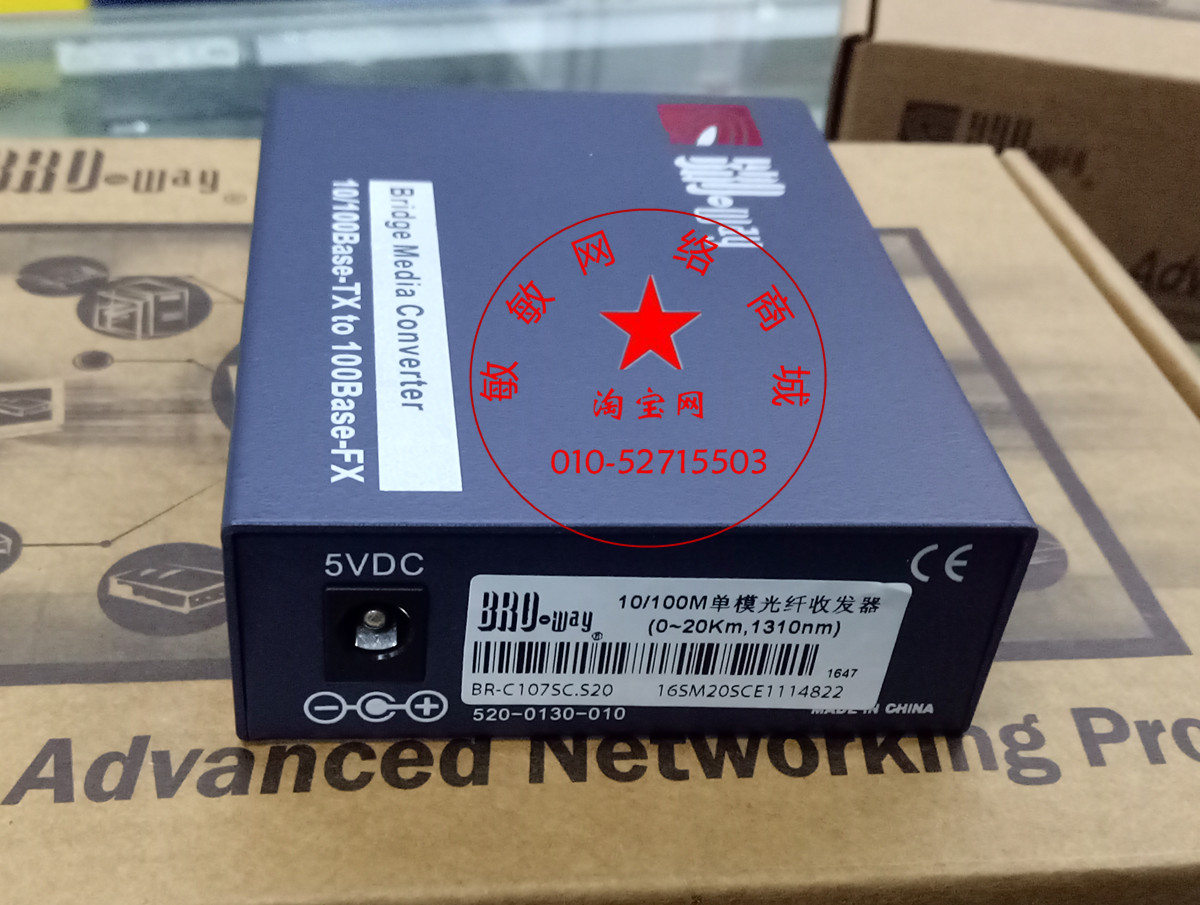 BRO-way®
10/100Base-TX to 100Base-FX
Bridge Media Converter
BRO-way
敏敏网络商城
淘宝网
010-52715503
5VDC
CE
BRO-way®
10/100M单模光纤收发器
(0~20Km,1310nm)
1647
BR-C107SC.S20 16SM20SCE1114822
520-0130-010
MADE IN CHINA
Advanced Networking Pro